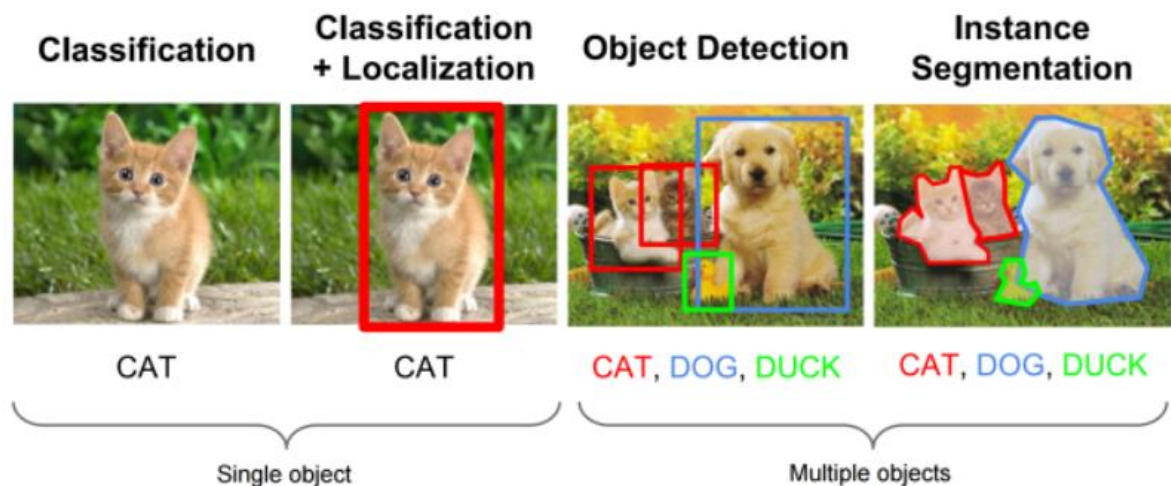 Classification
Classification
+ Localization
Object Detection
Instance
Segmentation
CAT
CAT
CAT, DOG, DUCK
CAT, DOG, DUCK
Single object
Multiple objects